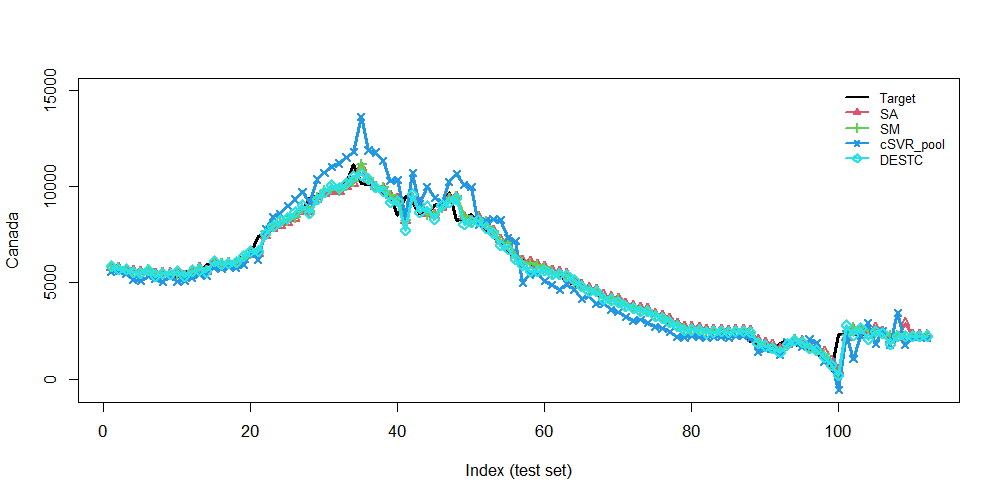 Canada
15000
10000
5000
0
Target
SA
SM
cSVR_pool
DESTC
0 20 40 60 80 100
Index (test set)